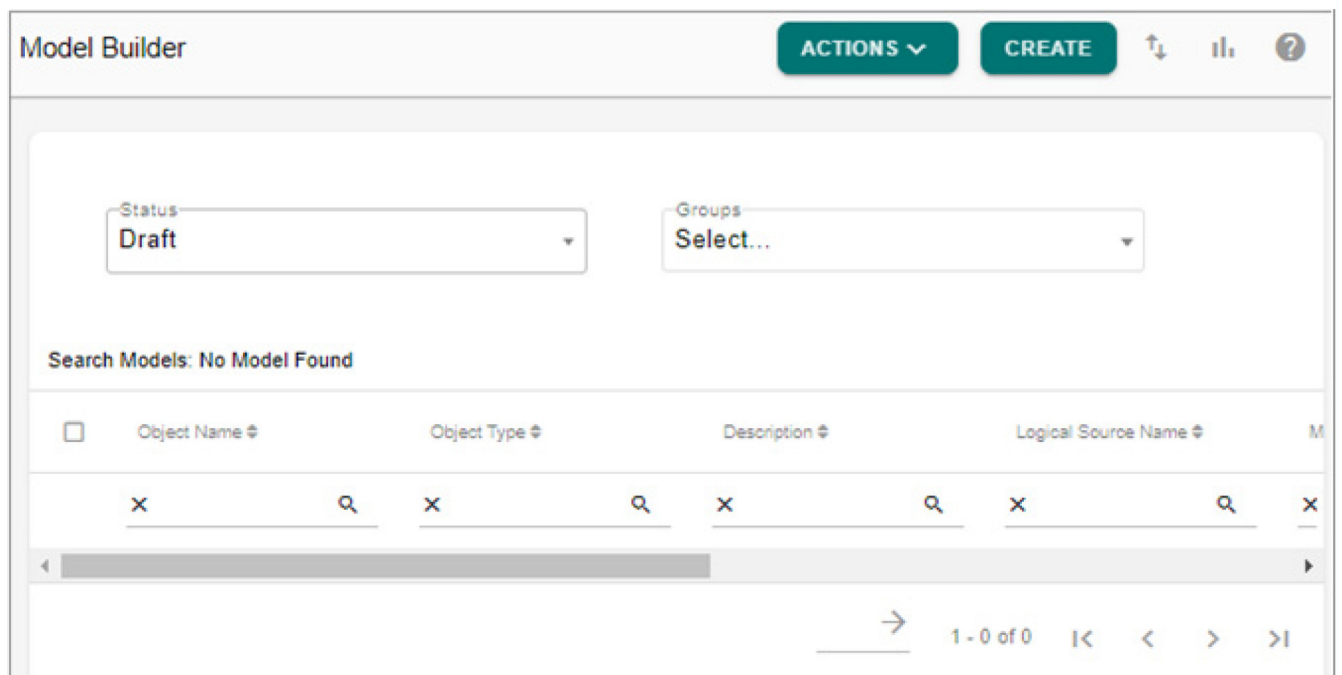 Model Builder
ACTIONS
CREATE
?
Status
Groups
Draft
Select...
Search Models: No Model Found
Object Name
Object Type
Description
Logical Source Name
M
1 - 0 of 0